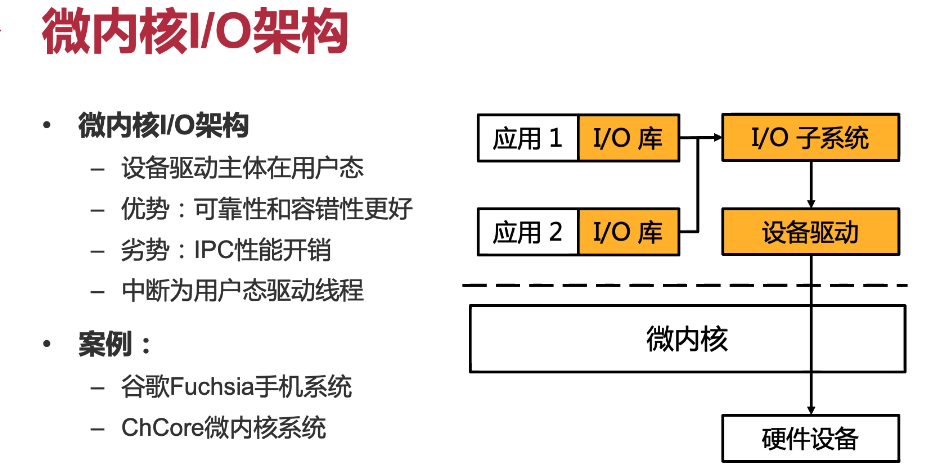 微内核I/O架构
• 微内核I/O架构
– 设备驱动主体在用户态
– 优势：可靠性和容错性更好
– 劣势：IPC性能开销
– 中断为用户态驱动线程
• 案例：
– 谷歌Fuchsia手机系统
– ChCore微内核系统
应用 1 I/O 库 I/O 子系统
应用 2 I/O 库 设备驱动
微内核
硬件设备